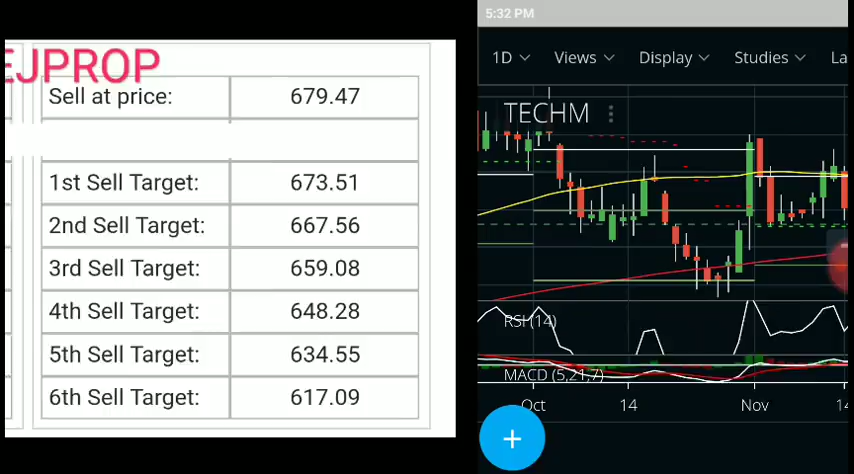 EJPROP
Sell at price: 679.47
1st Sell Target: 673.51
2nd Sell Target: 667.56
3rd Sell Target: 659.08
4th Sell Target: 648.28
5th Sell Target: 634.55
6th Sell Target: 617.09
5:32 PM
1D Views Display Studies La
TECHM
RSI(14)
MACD (5,21,7)
Oct 14 Nov 14